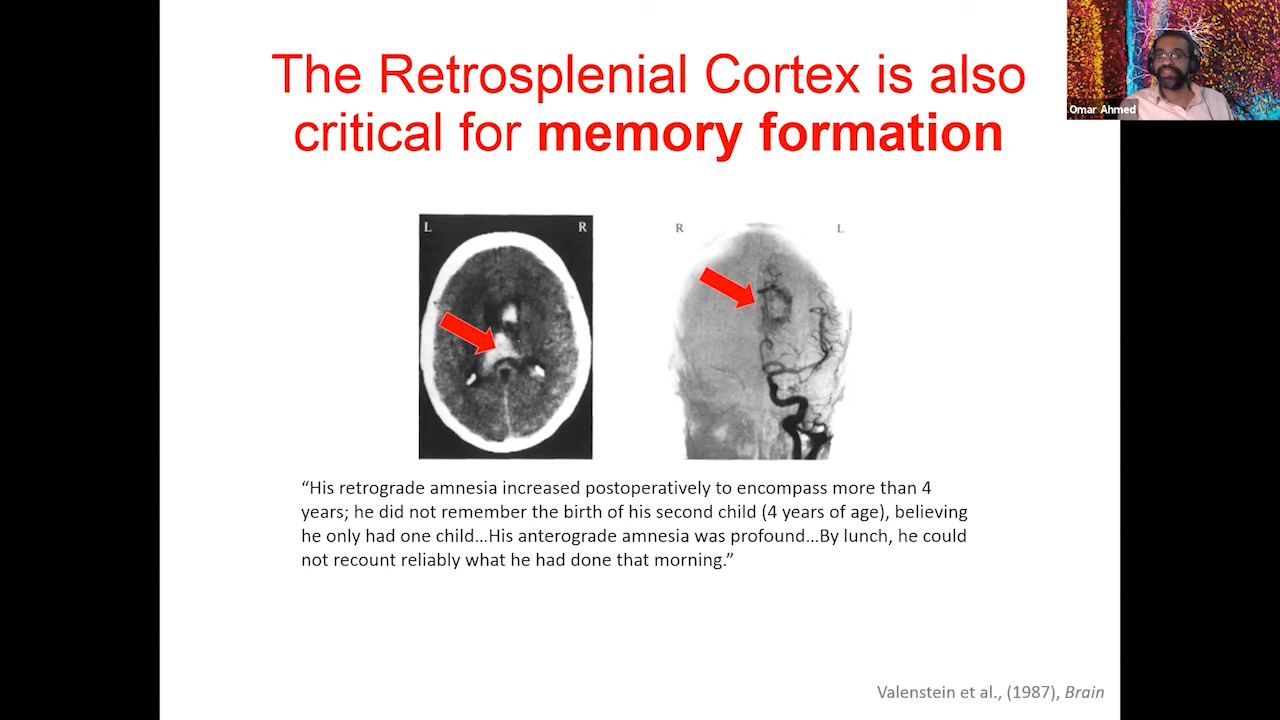 The Retrosplenial Cortex is also
critical for memory formation
Omar Ahmed
L
R
R
L
“His retrograde amnesia increased postoperatively to encompass more than 4
years; he did not remember the birth of his second child (4 years of age), believing
he only had one child…His anterograde amnesia was profound…By lunch, he could
not recount reliably what he had done that morning.”
Valenstein et al., (1987), Brain